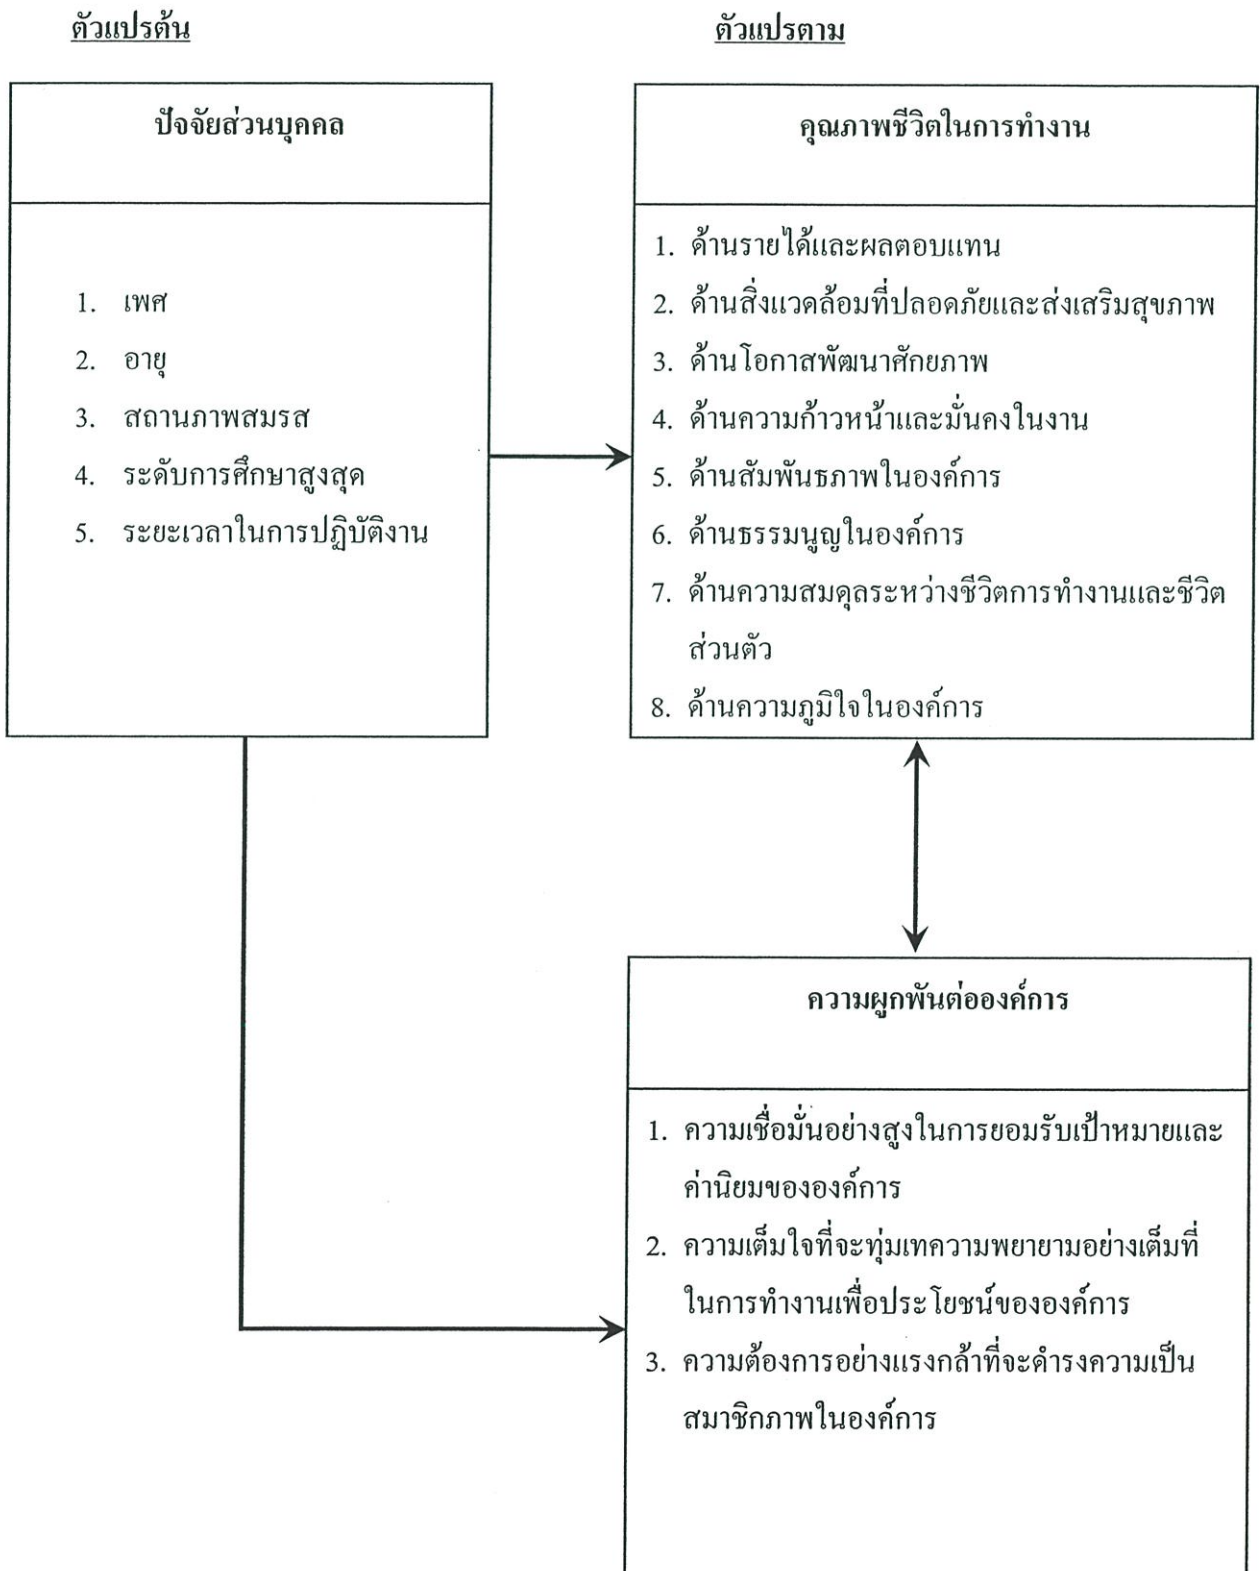 ตัวแปรต้น
ตัวแปรตาม
ปัจจัยส่วนบุคคล
1. เพศ
2. อายุ
3. สถานภาพสมรส
4. ระดับการศึกษาสูงสุด
5. ระยะเวลาในการปฏิบัติงาน
คุณภาพชีวิตในการทำงาน
1. ด้านรายได้และผลตอบแทน
2. ด้านสิ่งแวดล้อมที่ปลอดภัยและส่งเสริมสุขภาพ
3. ด้านโอกาสพัฒนาศักยภาพ
4. ด้านความก้าวหน้าและมั่นคงในงาน
5. ด้านสัมพันธภาพในองค์การ
6. ด้านธรรมนูญในองค์การ
7. ด้านความสมดุลระหว่างชีวิตการทำงานและชีวิต
ส่วนตัว
8. ด้านความภูมิใจในองค์การ
ความผูกพันต่อองค์การ
1. ความเชื่อมั่นอย่างสูงในการยอมรับเป้าหมายและ
ค่านิยมขององค์การ
2. ความเต็มใจที่จะทุ่มเทความพยายามอย่างเต็มที่
ในการทำงานเพื่อประโยชน์ขององค์การ
3. ความต้องการอย่างแรงกล้าที่จะดำรงความเป็น
สมาชิกภาพในองค์การ